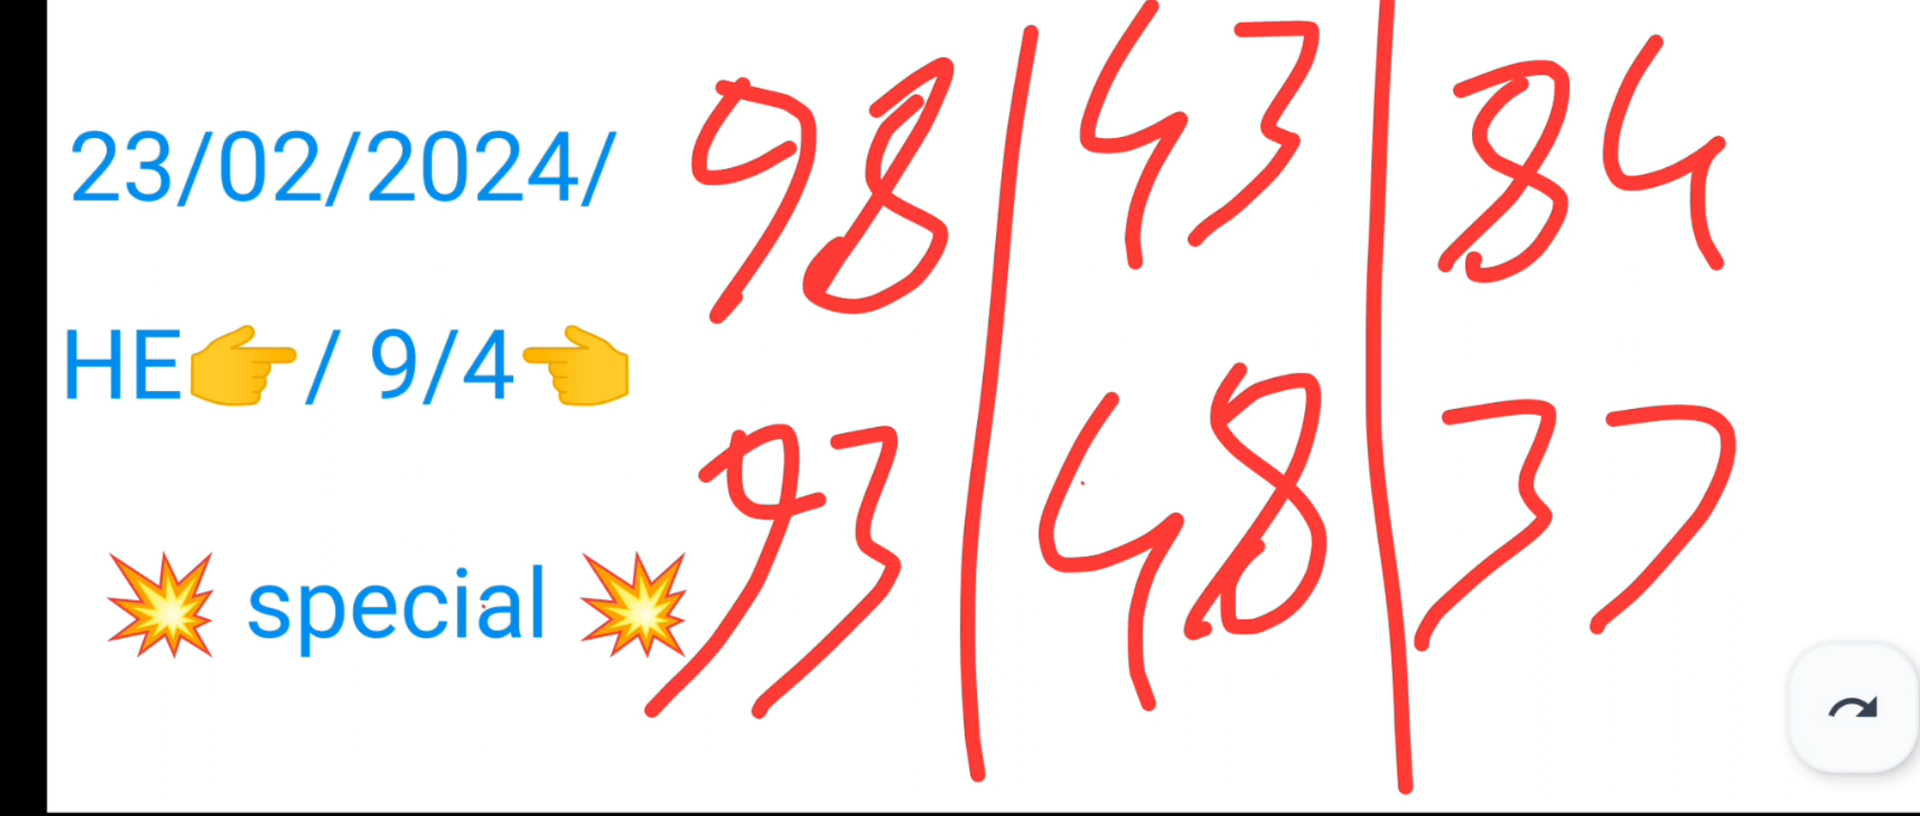 23/02/2024/
98 | 43 | 84
HE👉/ 9/4👈
93 | 48 | 37
💥 special 💥